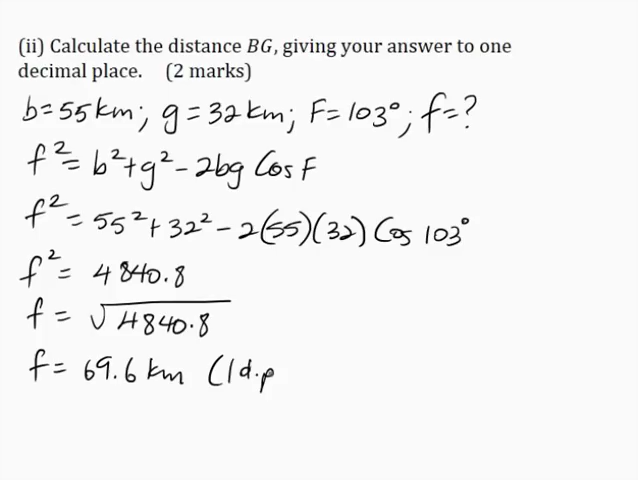 (ii) Calculate the distance BG, giving your answer to one
decimal place. (2 marks)
b=55km; g=32km; F=103°; f=?
f²=b²+g²-2bg Cos F
f²=55²+32²-2(55)(32) Cos 103°
f²= 4840.8
f= √4840.8
f= 69.6 km (1d.p